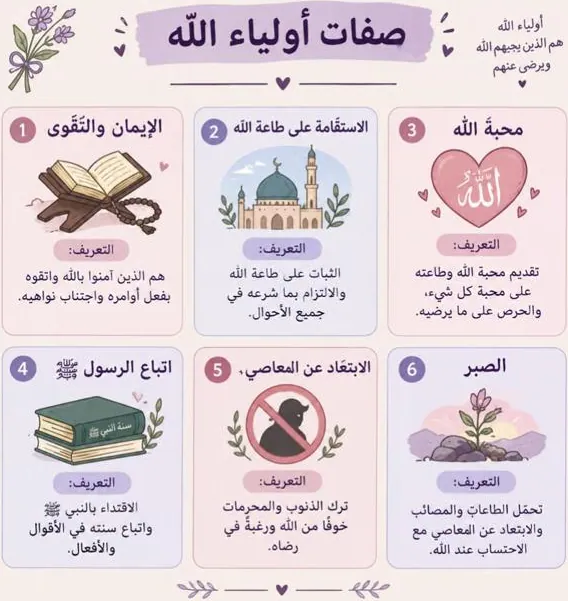 صفات أولياء الله
أولياء الله
هم الذين يحبهم الله
ويرضى عنهم
1
الإيمان والتَّقوى
التعريف:
هم الذين آمنوا بالله واتقوه
بفعل أوامره واجتناب نواهيه.
2
الاستقامة على طاعة الله
التعريف:
الثبات على طاعة الله
والالتزام بما شرعه في
جميع الأحوال.
3
محبة الله
الله
التعريف:
تقديم محبة الله وطاعته
على محبة كل شيء،
والحرص على ما يرضيه.
4
اتباع الرسول ﷺ
سنة النبي ﷺ
التعريف:
الاقتداء بالنبي ﷺ
واتباع سنته في الأقوال
والأفعال.
5
الابتعاد عن المعاصي
التعريف:
ترك الذنوب والمحرمات
خوفًا من الله ورغبةً في
رضاه.
6
الصبر
التعريف:
تحمّل الطاعات والمصائب
والابتعاد عن المعاصي مع
الاحتساب عند الله.